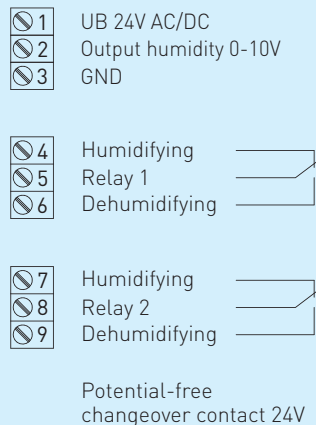 1 UB 24V AC/DC
2 Output humidity 0-10V
3 GND
4 Humidifying
5 Relay 1
6 Dehumidifying
7 Humidifying
8 Relay 2
9 Dehumidifying
Potential-free
changeover contact 24V